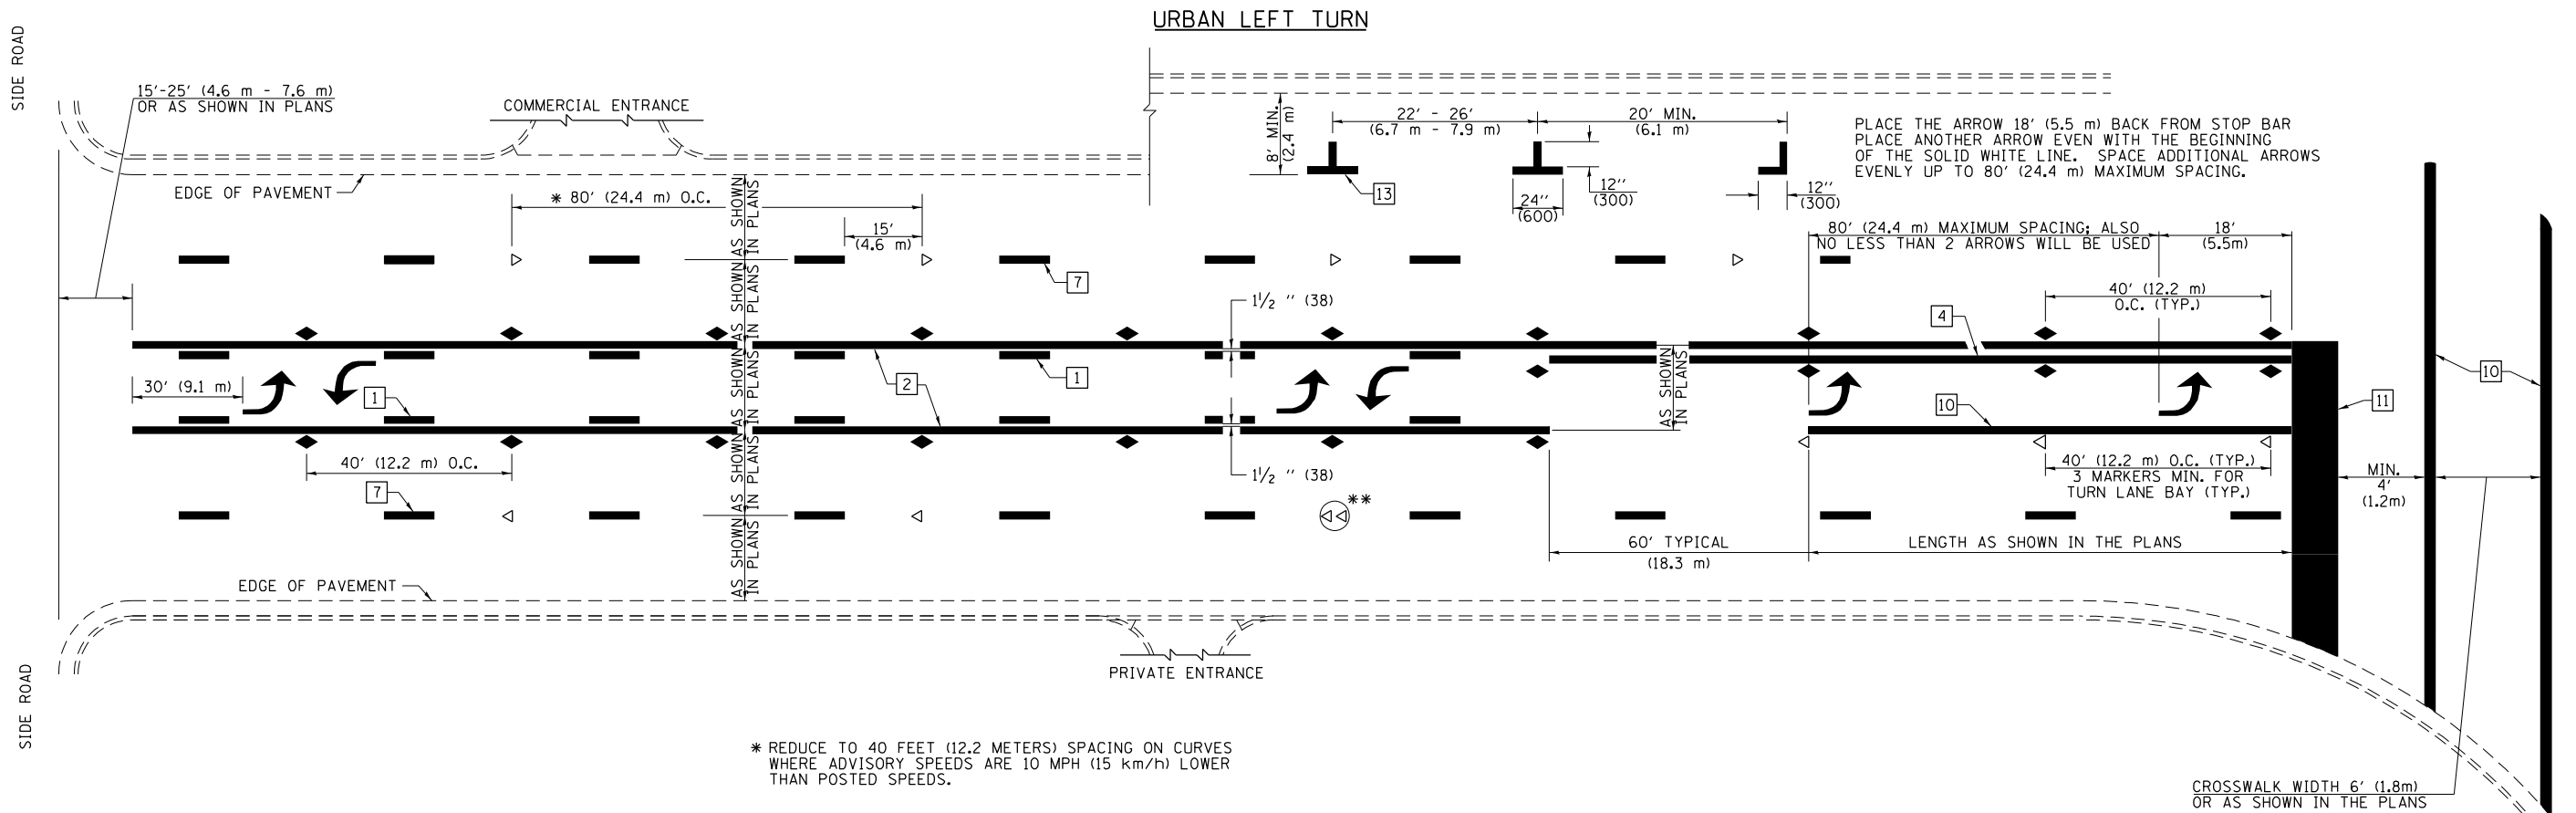 URBAN LEFT TURN
SIDE ROAD
15'-25' (4.6 m - 7.6 m)
OR AS SHOWN IN PLANS
COMMERCIAL ENTRANCE
EDGE OF PAVEMENT
* 80' (24.4 m) O.C.
15'
(4.6 m)
8' MIN.
(2.4 m)
22' - 26'
(6.7 m - 7.9 m)
20' MIN.
(6.1 m)
13
24''
(600)
12''
(300)
12''
(300)
PLACE THE ARROW 18' (5.5 m) BACK FROM STOP BAR
PLACE ANOTHER ARROW EVEN WITH THE BEGINNING
OF THE SOLID WHITE LINE. SPACE ADDITIONAL ARROWS
EVENLY UP TO 80' (24.4 m) MAXIMUM SPACING.
80' (24.4 m) MAXIMUM SPACING; ALSO
NO LESS THAN 2 ARROWS WILL BE USED
18'
(5.5m)
7
AS SHOWN
IN PLANS
AS SHOWN
IN PLANS
AS SHOWN
IN PLANS
AS SHOWN
IN PLANS
AS SHOWN
IN PLANS
1 1/2 '' (38)
40' (12.2 m)
O.C. (TYP.)
4
30' (9.1 m)
1
2
1
AS SHOWN
IN PLANS
10
11
10
40' (12.2 m) O.C.
1 1/2 '' (38)
7
**
40' (12.2 m) O.C. (TYP.)
3 MARKERS MIN. FOR
TURN LANE BAY (TYP.)
MIN.
4'
(1.2m)
60' TYPICAL
(18.3 m)
LENGTH AS SHOWN IN THE PLANS
EDGE OF PAVEMENT
SIDE ROAD
PRIVATE ENTRANCE
* REDUCE TO 40 FEET (12.2 METERS) SPACING ON CURVES
WHERE ADVISORY SPEEDS ARE 10 MPH (15 km/h) LOWER
THAN POSTED SPEEDS.
CROSSWALK WIDTH 6' (1.8m)
OR AS SHOWN IN THE PLANS